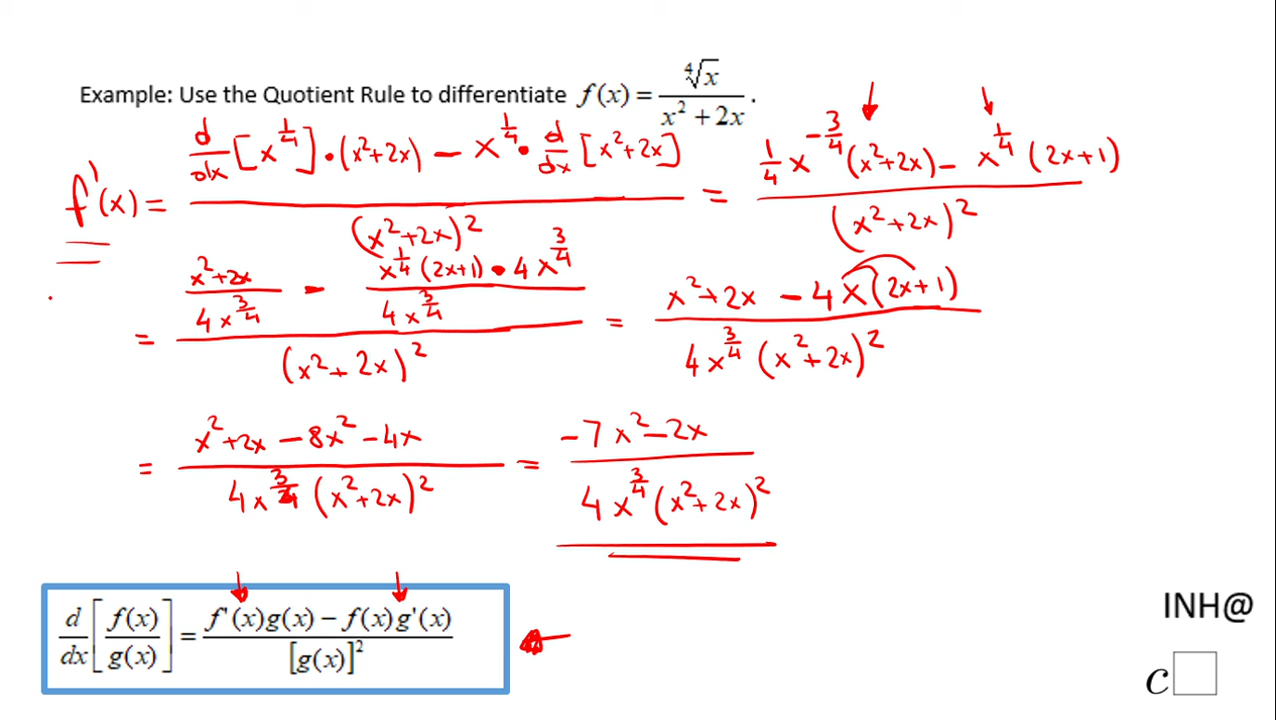 Example: Use the Quotient Rule to differentiate f(x) = ∜x / (x² + 2x).
f'(x) = (d/dx [x^(1/4)] • (x²+2x) − x^(1/4) • d/dx [x²+2x]) / (x²+2x)² = (1/4 x^(−3/4) (x²+2x) − x^(1/4) (2x+1)) / (x²+2x)²
= ((x²+2x) / (4x^(3/4)) − (x^(1/4) (2x+1) • 4x^(3/4)) / (4x^(3/4))) / (x²+2x)² = (x²+2x − 4x(2x+1)) / (4x^(3/4) (x²+2x)²)
= (x²+2x − 8x² − 4x) / (4x^(3/4) (x²+2x)²) = (−7x² − 2x) / (4x^(3/4) (x²+2x)²)
d/dx [f(x)/g(x)] = (f'(x)g(x) − f(x)g'(x)) / [g(x)]²
INH@
c□